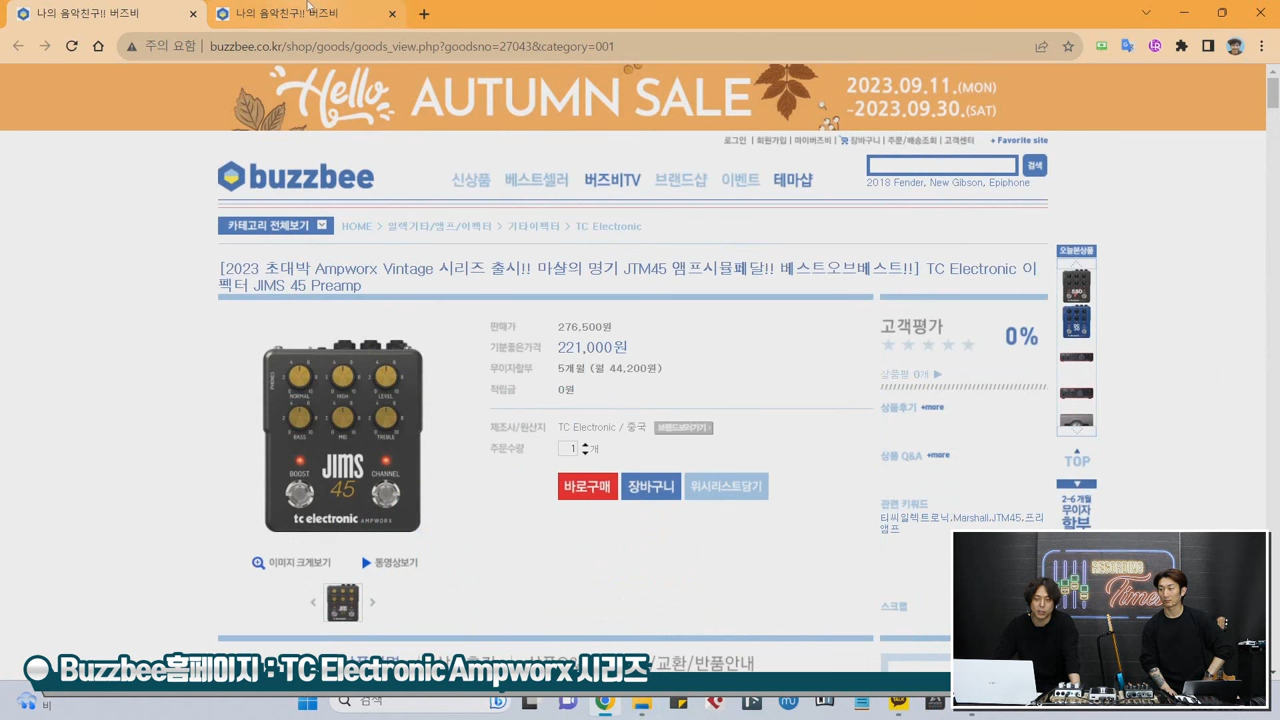 나의 음악친구!! 버즈비
나의 음악친구!! 버즈비
주의 요함 buzzbee.co.kr/shop/goods/goods_view.php?goodsno=27043&category=001
Hello AUTUMN SALE
2023.09.11.(MON)
~2023.09.30.(SAT)
로그인 | 회원가입 | 마이버즈비 | 장바구니 | 주문/배송조회 | 고객센터 + Favorite site
buzzbee
신상품 베스트셀러 버즈비TV 브랜드샵 이벤트 테마샵
검색
2018 Fender, New Gibson, Epiphone
카테고리 전체보기
HOME > 일렉기타/앰프/이펙터 > 기타이펙터 > TC Electronic
오늘본상품
[2023 초대박 Ampworx Vintage 시리즈 출시!! 마샬의 명기 JTM45 앰프시뮬페달!! 베스트오브베스트!!] TC Electronic 이
펙터 JIMS 45 Preamp
판매가 276,500원
기분좋은가격 221,000원
무이자할부 5개월 (월 44,200원)
적립금 0원
제조사/원산지 TC Electronic / 중국 브랜드보러가기
주문수량 1 개
바로구매 장바구니 위시리스트담기
고객평가 0%
상품평 0개 ▶
상품후기 +more
상품 Q&A +more
관련 키워드
티씨일렉트로닉,Marshall,JTM45,프리
앰프
스크랩
TOP
2~6 개월
무이자
할부
PHONES
NORMAL HIGH LEVEL
BASS MID TREBLE
BOOST JIMS CHANNEL
45
tc electronic AMPWORX
이미지 크게보기 동영상보기
/교환/반품안내
Buzzbee홈페이지 : TC Electronic Ampworx 시리즈
RECORDING
Times
비
검색